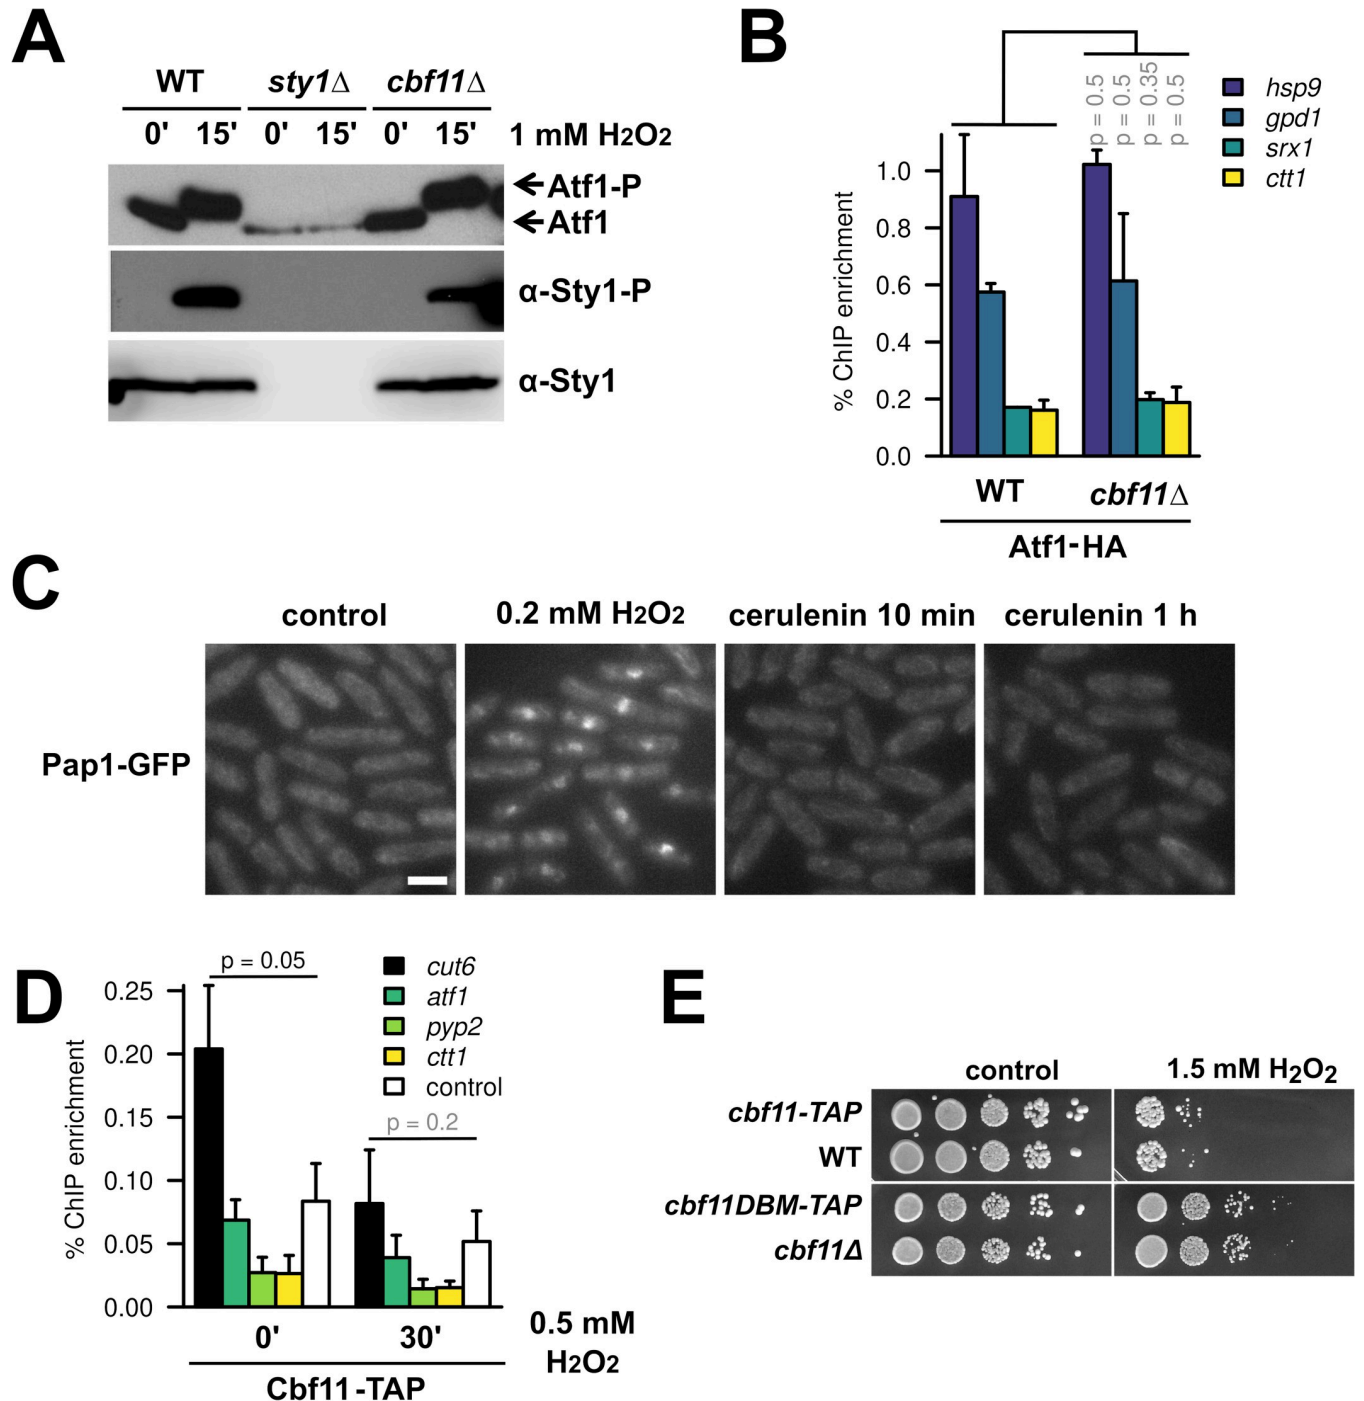 A
WT sty1Δ cbf11Δ
0' 15' 0' 15' 0' 15' 1 mM H2O2
Atf1-P
Atf1
α-Sty1-P
α-Sty1
B
p = 0.5
p = 0.5
p = 0.35
p = 0.5
hsp9
gpd1
srx1
ctt1
% ChIP enrichment
1.0
0.8
0.6
0.4
0.2
0.0
WT cbf11Δ
Atf1-HA
C
control 0.2 mM H2O2 cerulenin 10 min cerulenin 1 h
Pap1-GFP
D
p = 0.05
cut6
atf1
pyp2
ctt1
control
p = 0.2
% ChIP enrichment
0.25
0.20
0.15
0.10
0.05
0.00
0' 30' 0.5 mM
H2O2
Cbf11-TAP
E
control 1.5 mM H2O2
cbf11-TAP
WT
cbf11DBM-TAP
cbf11Δ